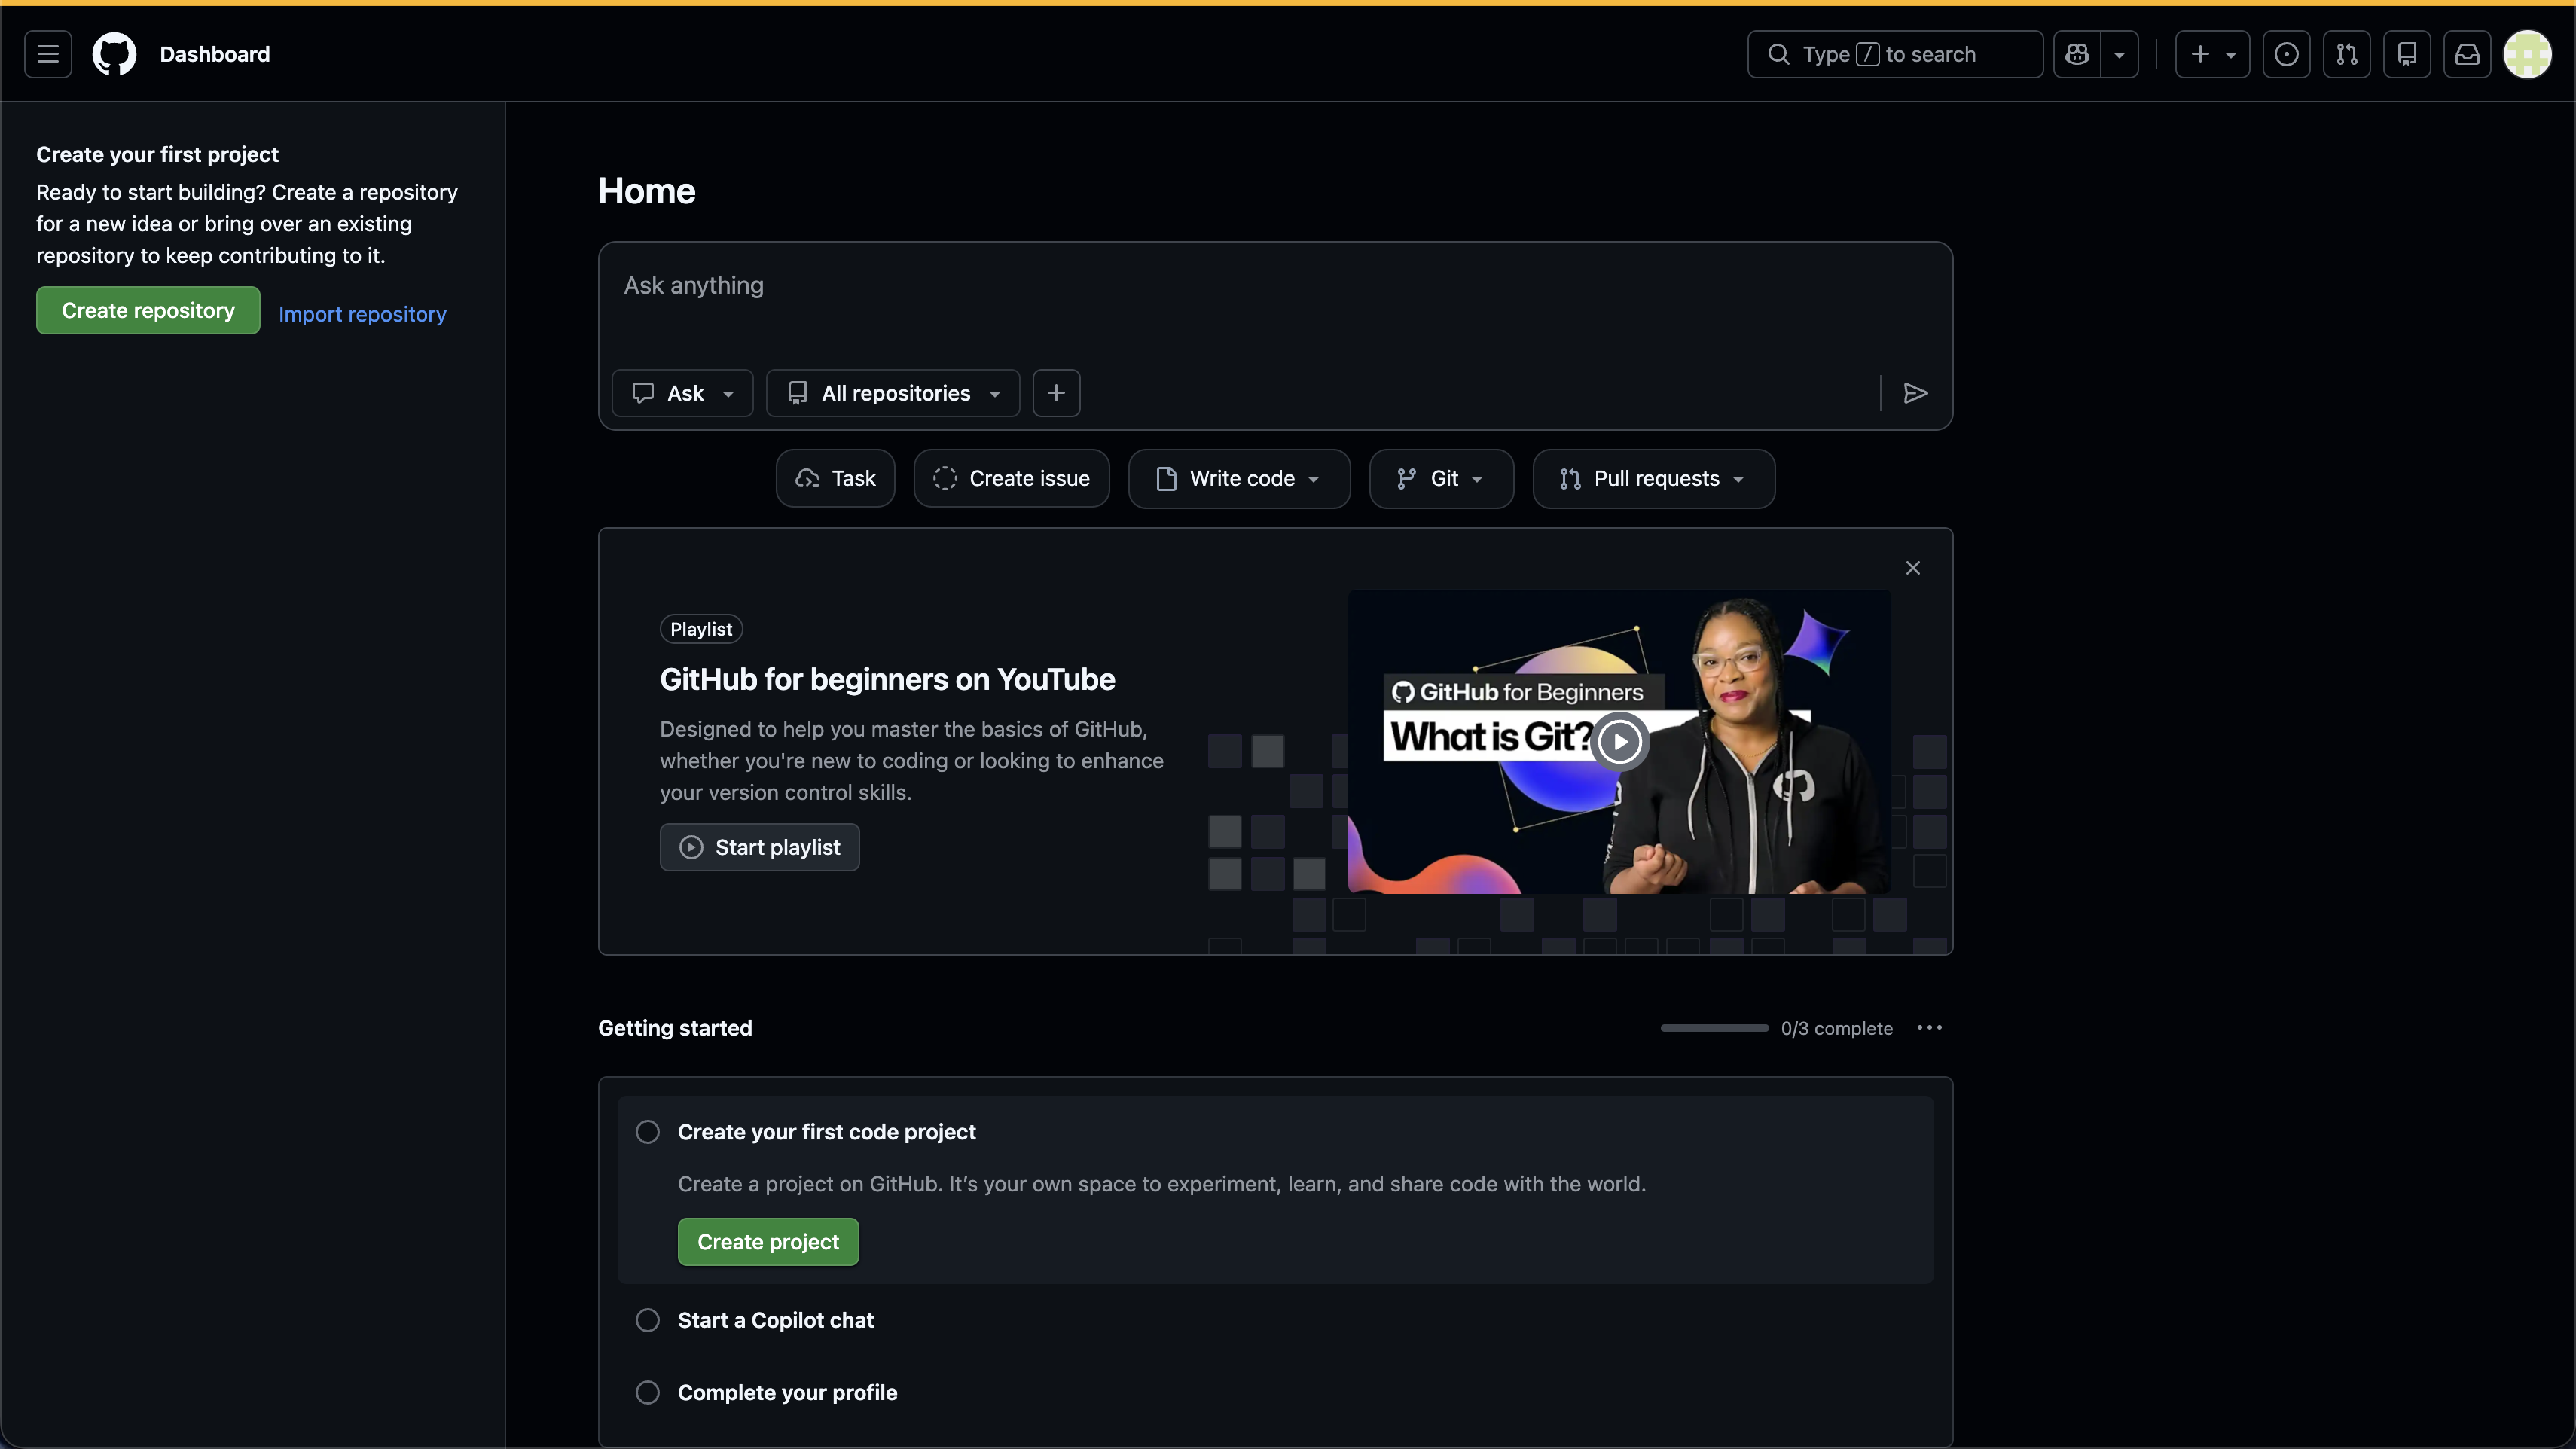 Dashboard
Type / to search
Create your first project
Ready to start building? Create a repository
for a new idea or bring over an existing
repository to keep contributing to it.
Create repository
Import repository
Home
Ask anything
Ask
All repositories
Task
Create issue
Write code
Git
Pull requests
Playlist
GitHub for beginners on YouTube
Designed to help you master the basics of GitHub,
whether you're new to coding or looking to enhance
your version control skills.
Start playlist
GitHub for Beginners
What is Git?
Getting started
0/3 complete
Create your first code project
Create a project on GitHub. It’s your own space to experiment, learn, and share code with the world.
Create project
Start a Copilot chat
Complete your profile